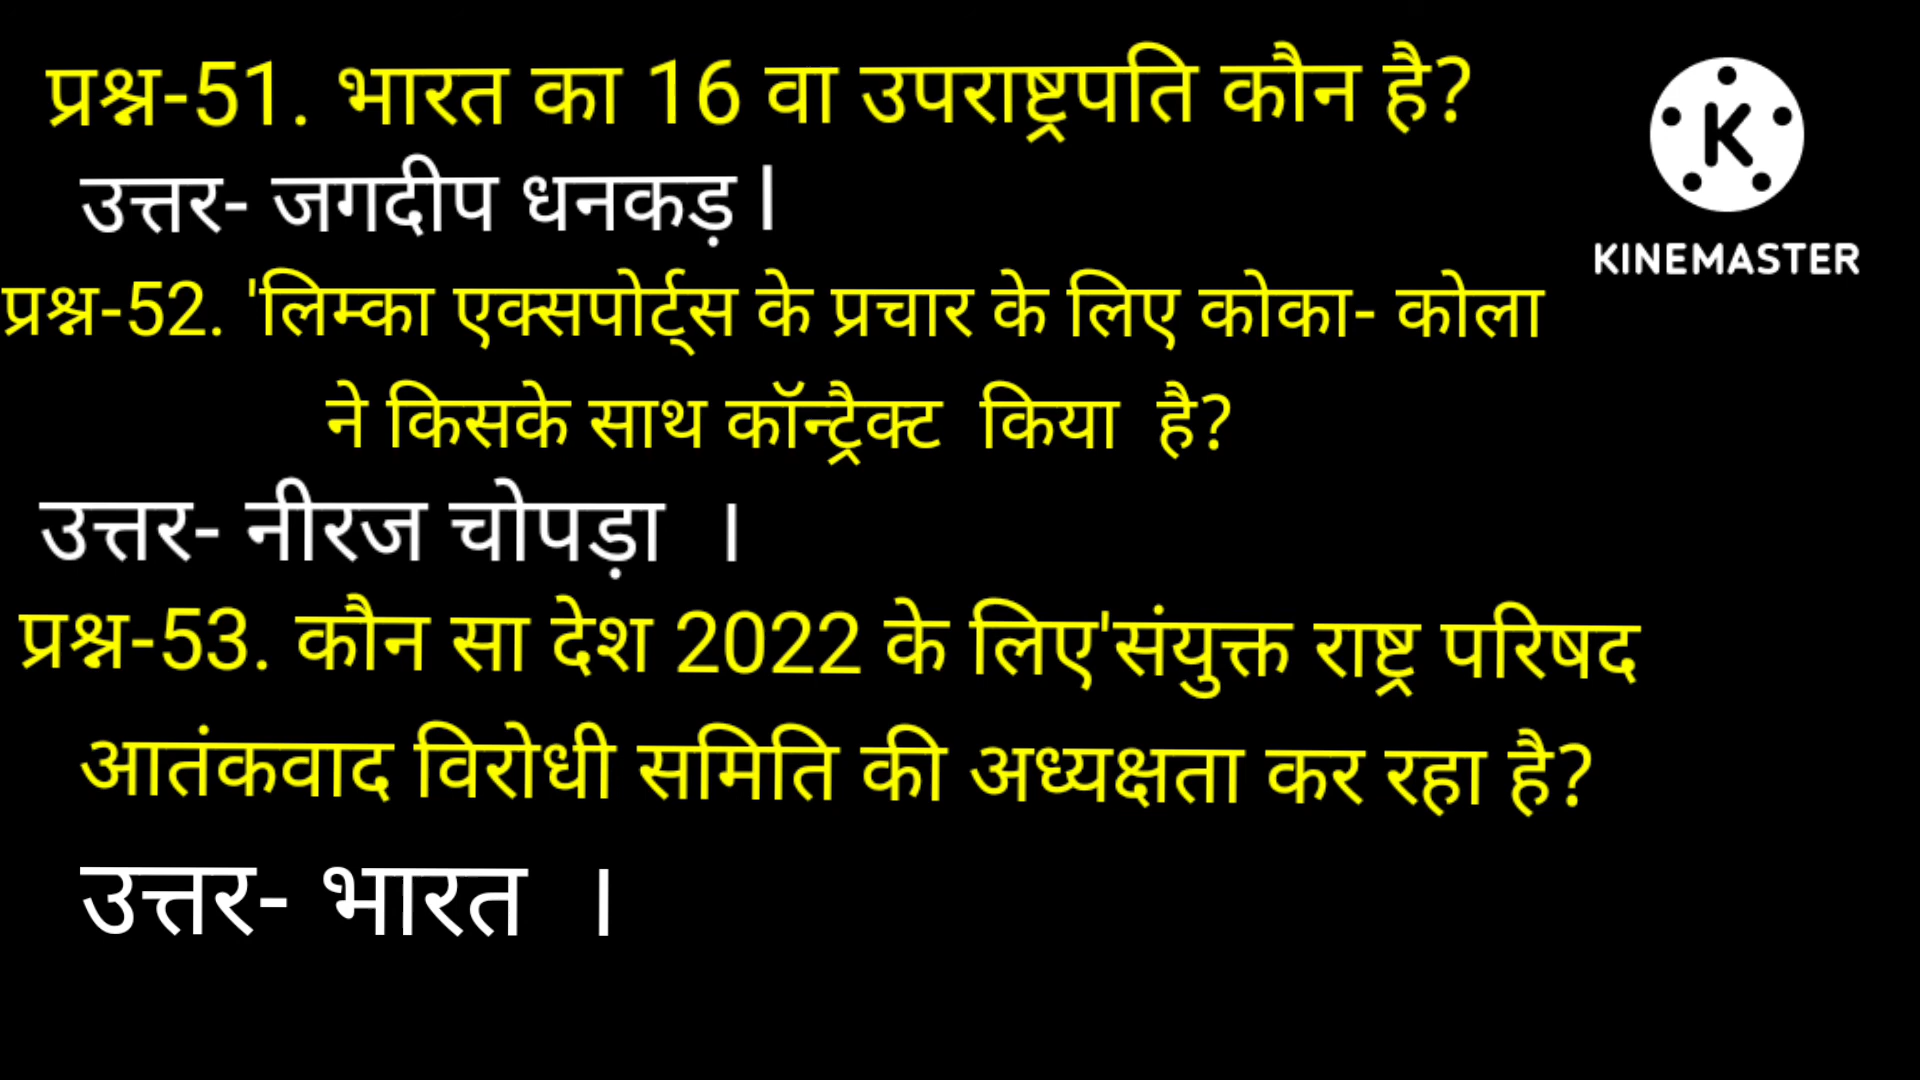 प्रश्न-51. भारत का 16 वा उपराष्ट्रपति कौन है?
उत्तर- जगदीप धनकड़ l
KINEMASTER
प्रश्न-52. 'लिम्का एक्सपोर्ट्स के प्रचार के लिए कोका- कोला
ने किसके साथ कॉन्ट्रैक्ट किया है?
उत्तर- नीरज चोपड़ा ।
प्रश्न-53. कौन सा देश 2022 के लिए'संयुक्त राष्ट्र परिषद
आतंकवाद विरोधी समिति की अध्यक्षता कर रहा है?
उत्तर- भारत ।